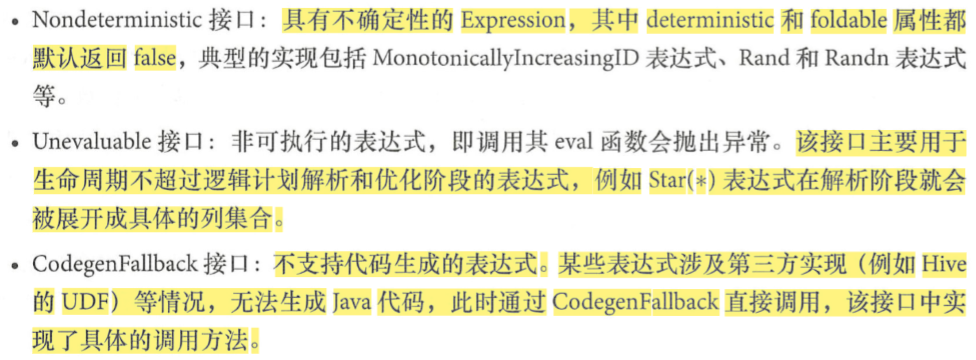 • Nondeterministic 接口：具有不确定性的 Expression，其中 deterministic 和 foldable 属性都
默认返回 false，典型的实现包括 MonotonicallyIncreasingID 表达式、Rand 和 Randn 表达式
等。
• Unevaluable 接口：非可执行的表达式，即调用其 eval 函数会抛出异常。该接口主要用于
生命周期不超过逻辑计划解析和优化阶段的表达式，例如 Star(*) 表达式在解析阶段就会
被展开成具体的列集合。
• CodegenFallback 接口：不支持代码生成的表达式。某些表达式涉及第三方实现（例如 Hive
的 UDF）等情况，无法生成 Java 代码，此时通过 CodegenFallback 直接调用，该接口中实
现了具体的调用方法。